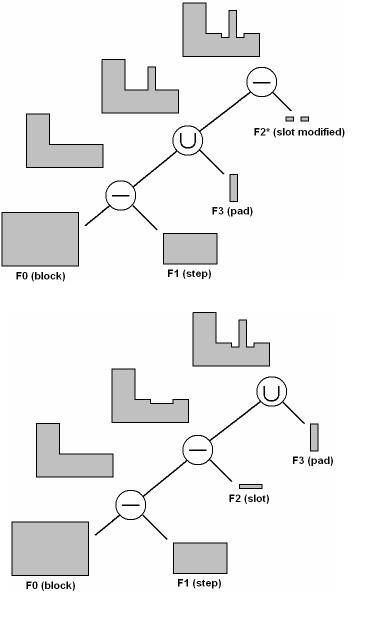 F2* (slot modified)
F3 (pad)
F1 (step)
F0 (block)
F3 (pad)
F2 (slot)
F1 (step)
F0 (block)